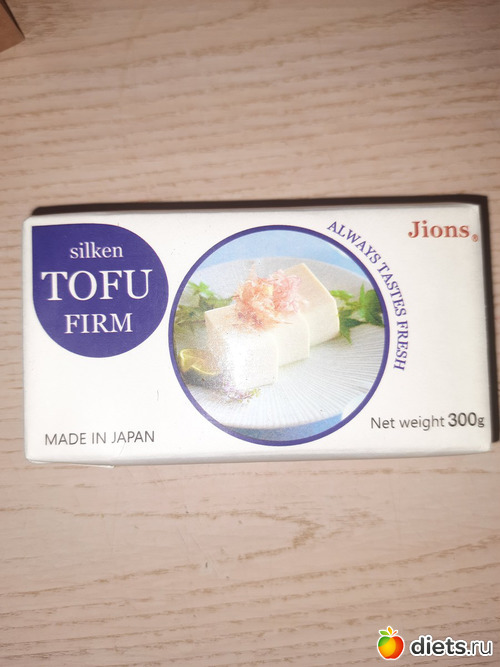 silken
TOFU
FIRM
Jions®
ALWAYS TASTES FRESH
MADE IN JAPAN
Net weight 300g
diets.ru